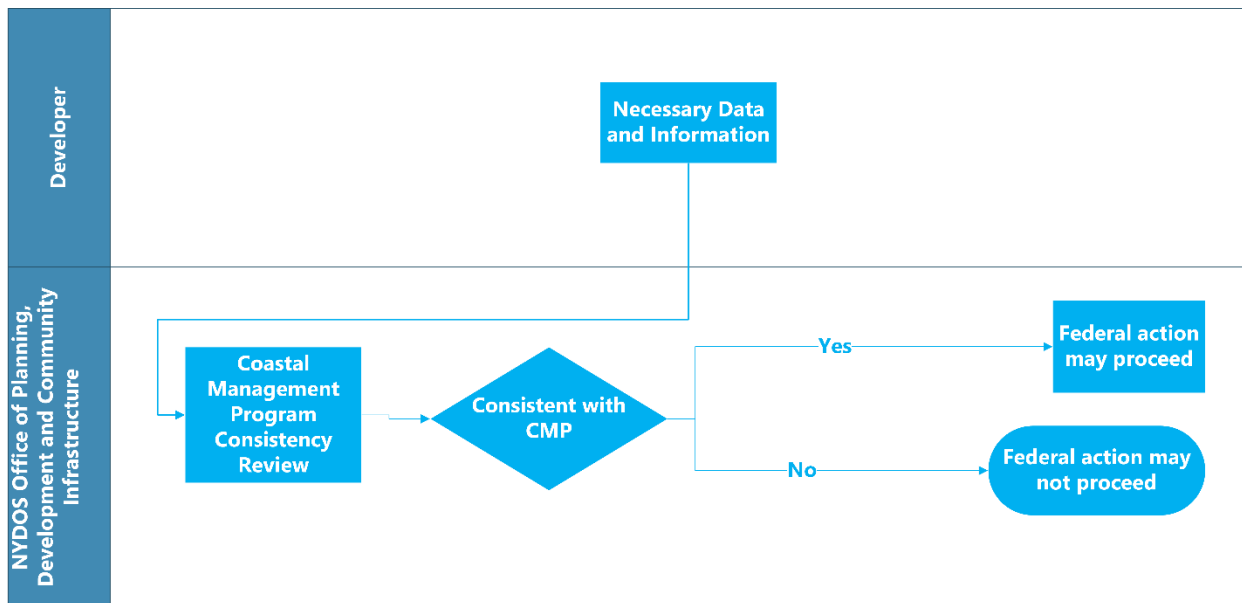 Developer
Necessary Data
and Information
NYDOS Office of Planning,
Development and Community
Infrastructure
Coastal
Management
Program
Consistency
Review
Consistent with
CMP
Yes
Federal action
may proceed
No
Federal action may
not proceed